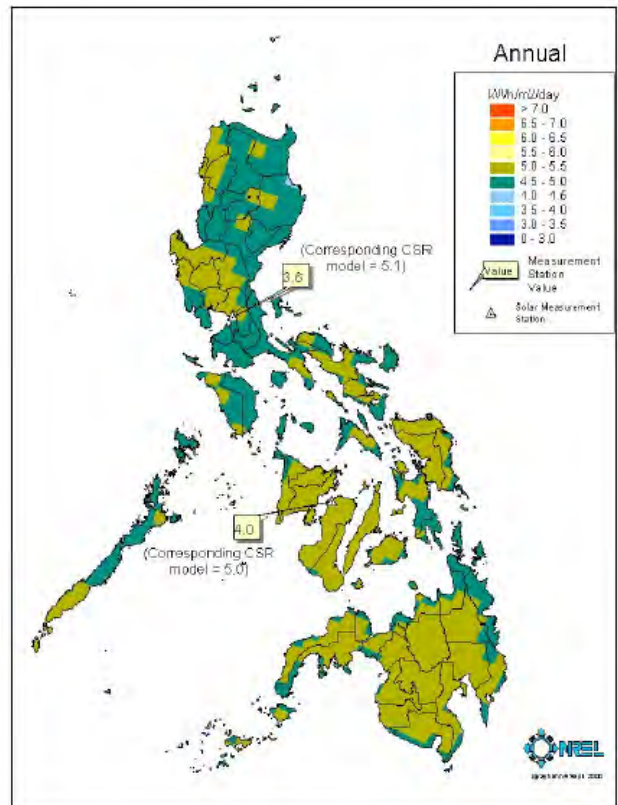 Annual
kWh/m2/day
> 7.0
6.5 - 7.0
6.0 - 6.5
5.5 - 6.0
5.0 - 5.5
4.5 - 5.0
4.0 - 4.5
3.5 - 4.0
3.0 - 3.5
0 - 3.0
Value
Measurement
Station
Value
Solar Measurement
Station
(Corresponding CSR
model = 5.1)
3.6
4.0
(Corresponding CSR
model = 5.0)
NREL